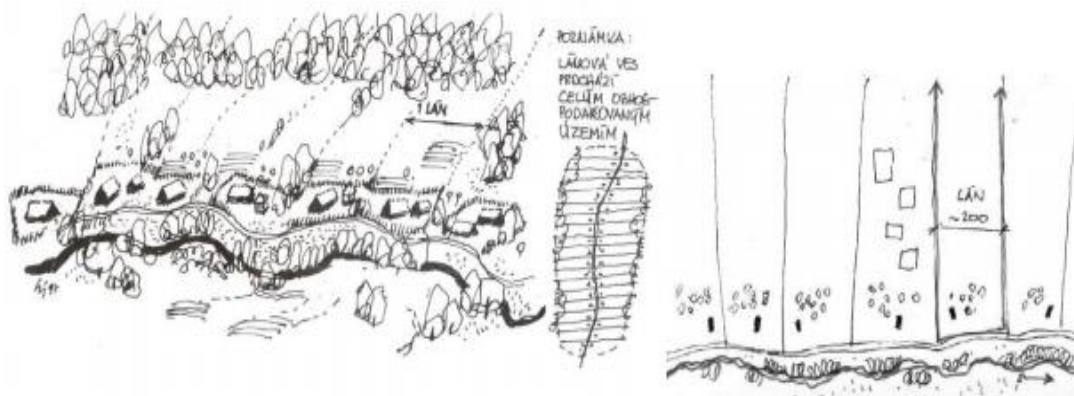 POZNÁMKA:
LÁNOVÁ VES
PROCHÁZÍ
CELÝM OBHOS-
PODAŘOVANÝM
ÚZEMÍM
1 LÁN
LÁN
~200